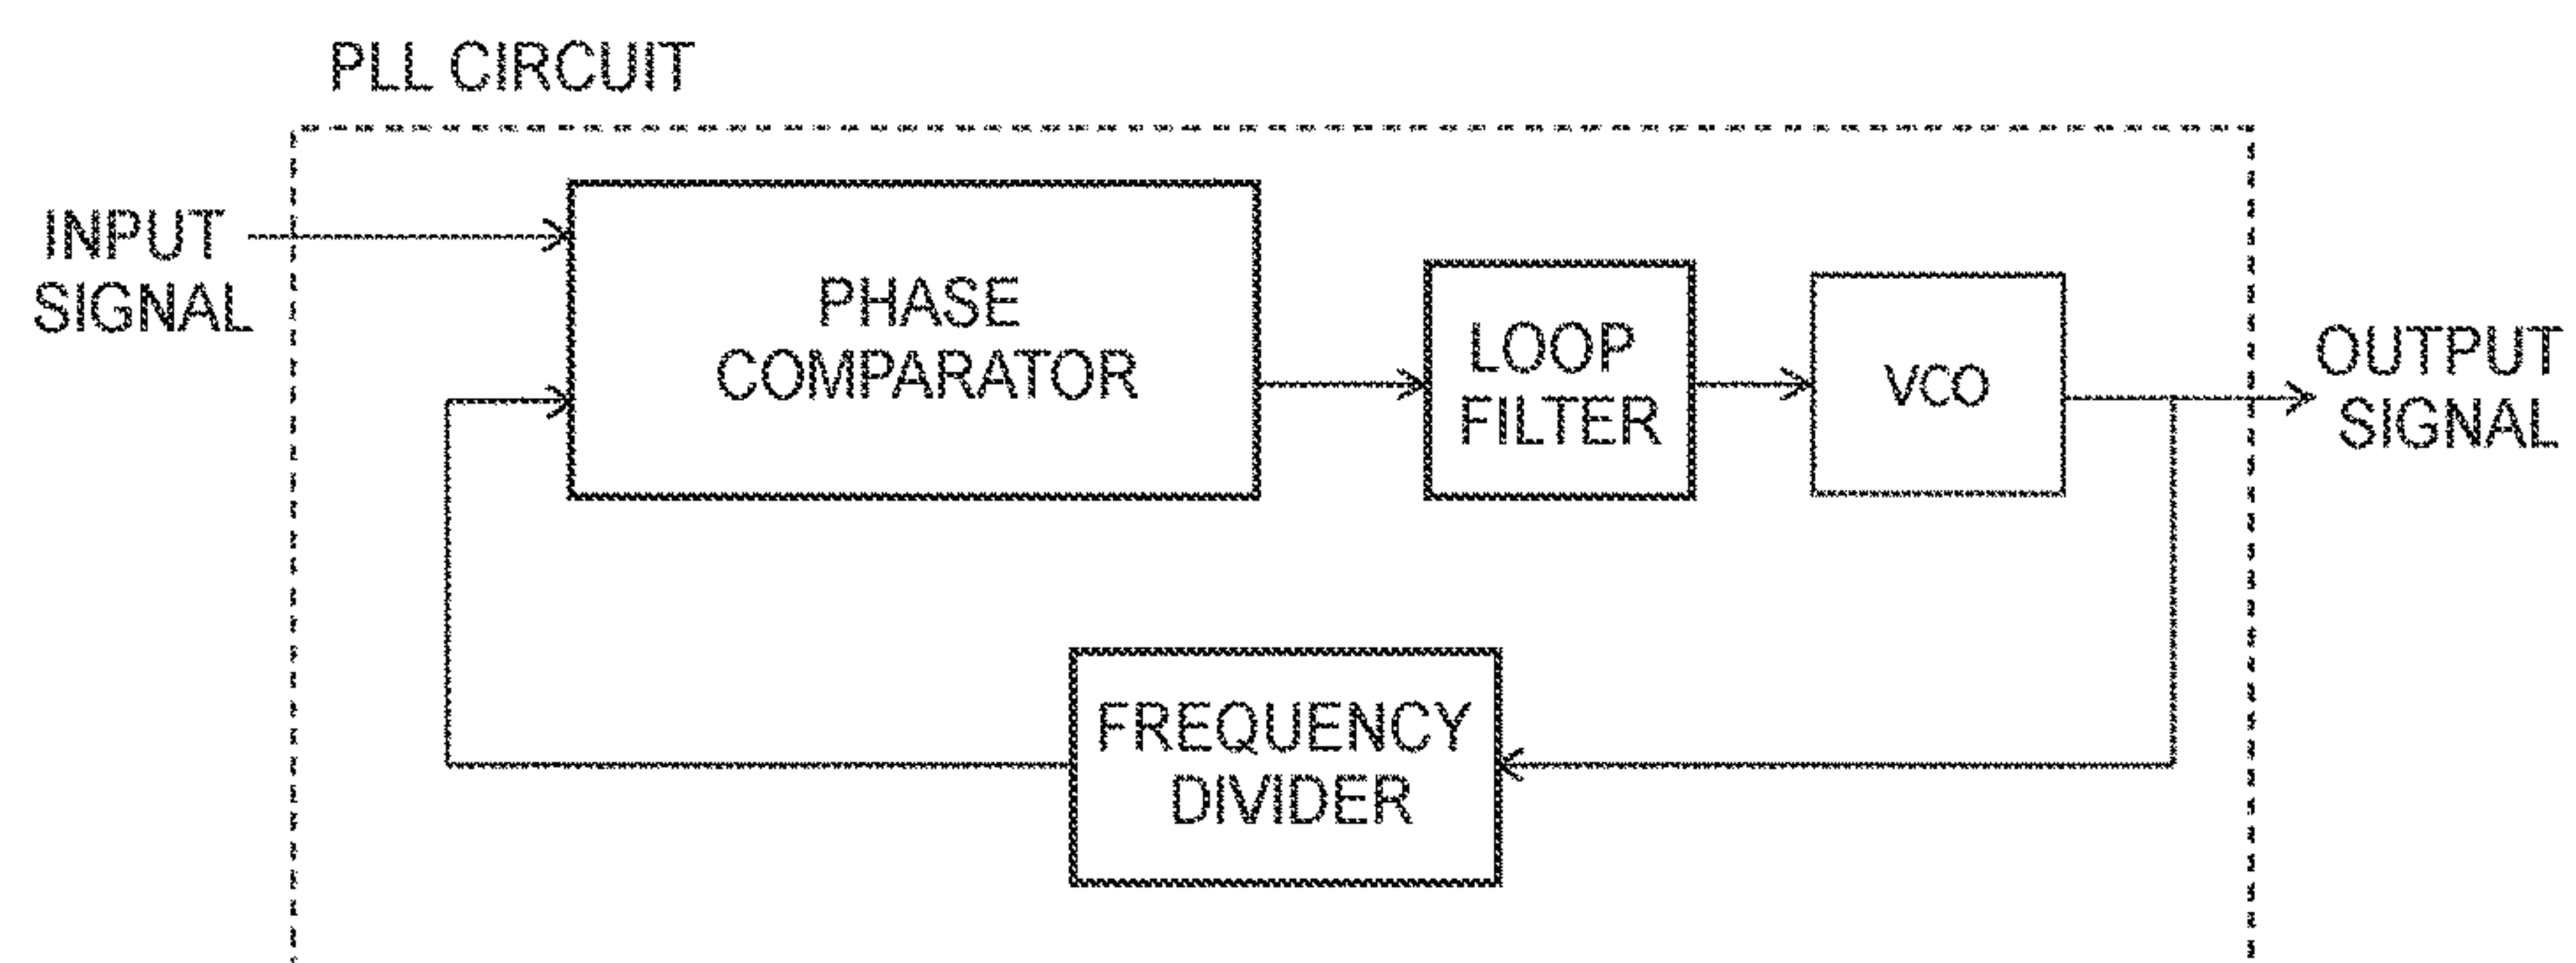 PLL CIRCUIT
INPUT
SIGNAL
PHASE
COMPARATOR
LOOP
FILTER
VCO
OUTPUT
SIGNAL
FREQUENCY
DIVIDER